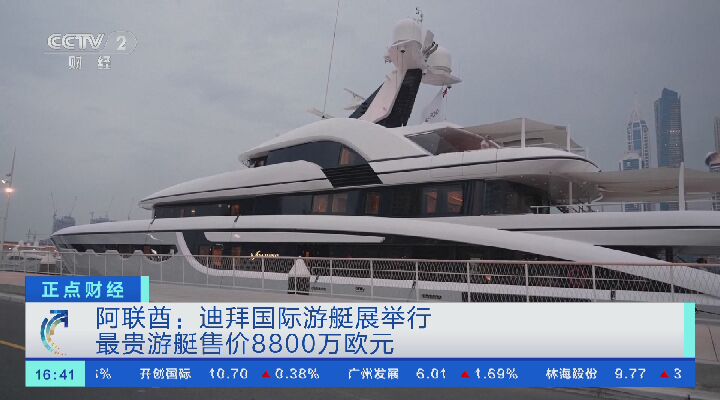 CCTV 2
财经
正点财经
阿联酋：迪拜国际游艇展举行
最贵游艇售价8800万欧元
16:41 % 开创国际 10.70 ▲0.38% 广州发展 6.01 ▲1.69% 林海股份 9.77 ▲3